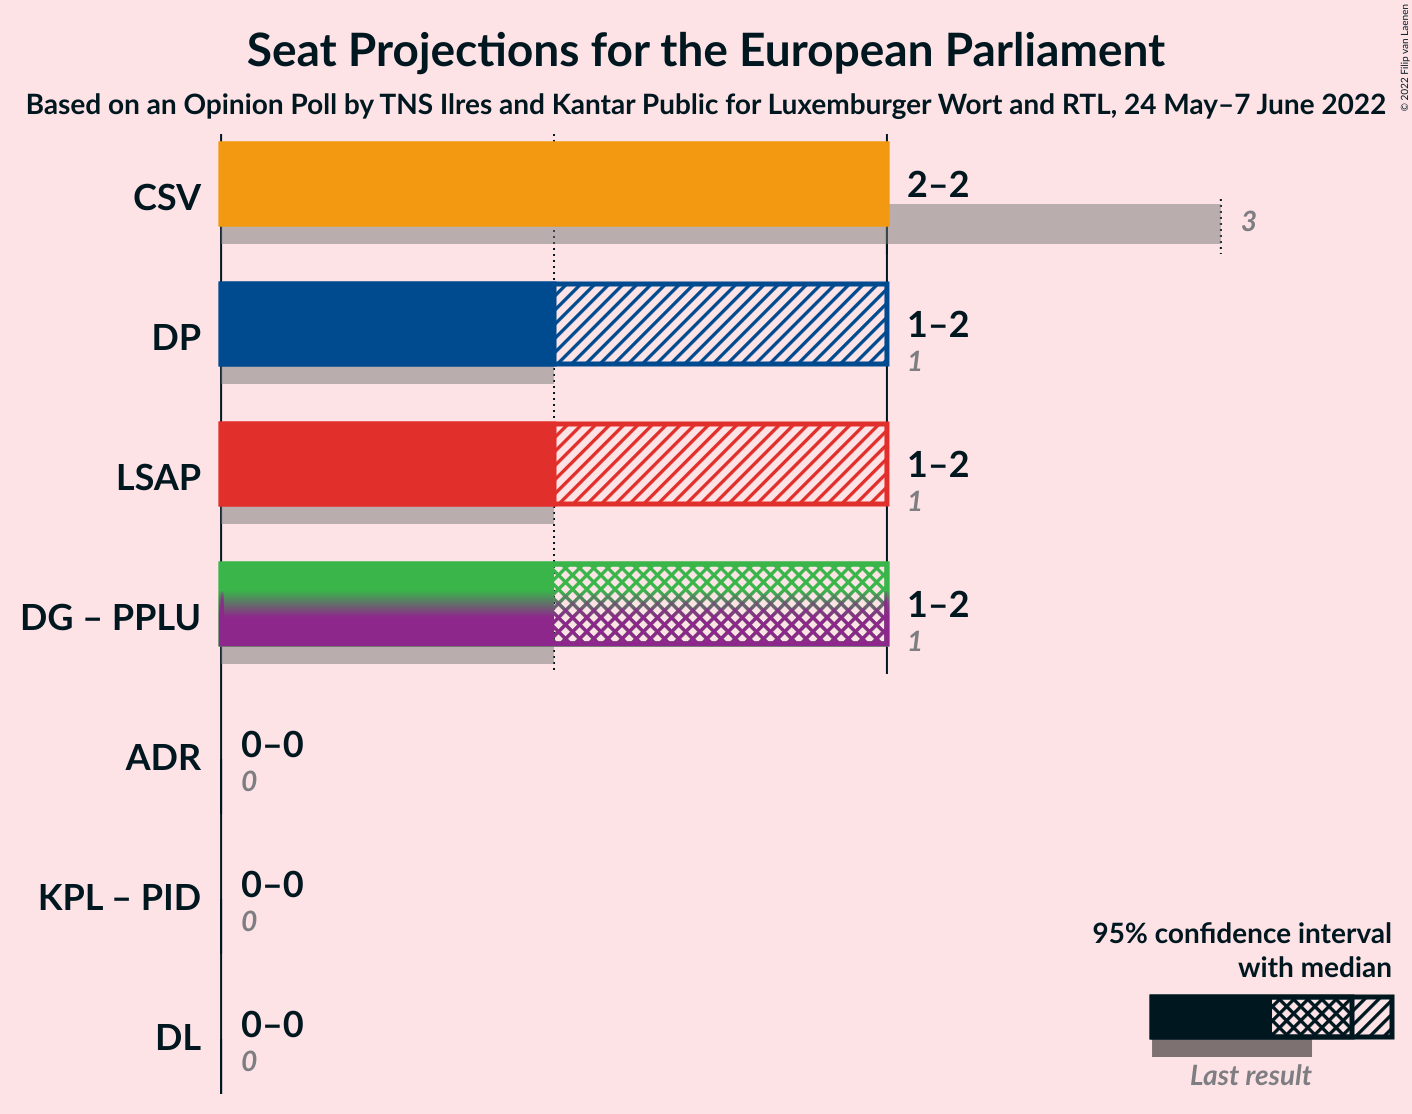 Seat Projections for the European Parliament
Based on an Opinion Poll by TNS Ilres and Kantar Public for Luxemburger Wort and RTL, 24 May–7 June 2022
© 2022 Filip van Laenen
CSV
2–2
3
DP
1–2
1
LSAP
1–2
1
DG – PPLU
1–2
1
ADR
0–0
0
KPL – PID
0–0
0
DL
0–0
0
95% confidence interval
with median
Last result